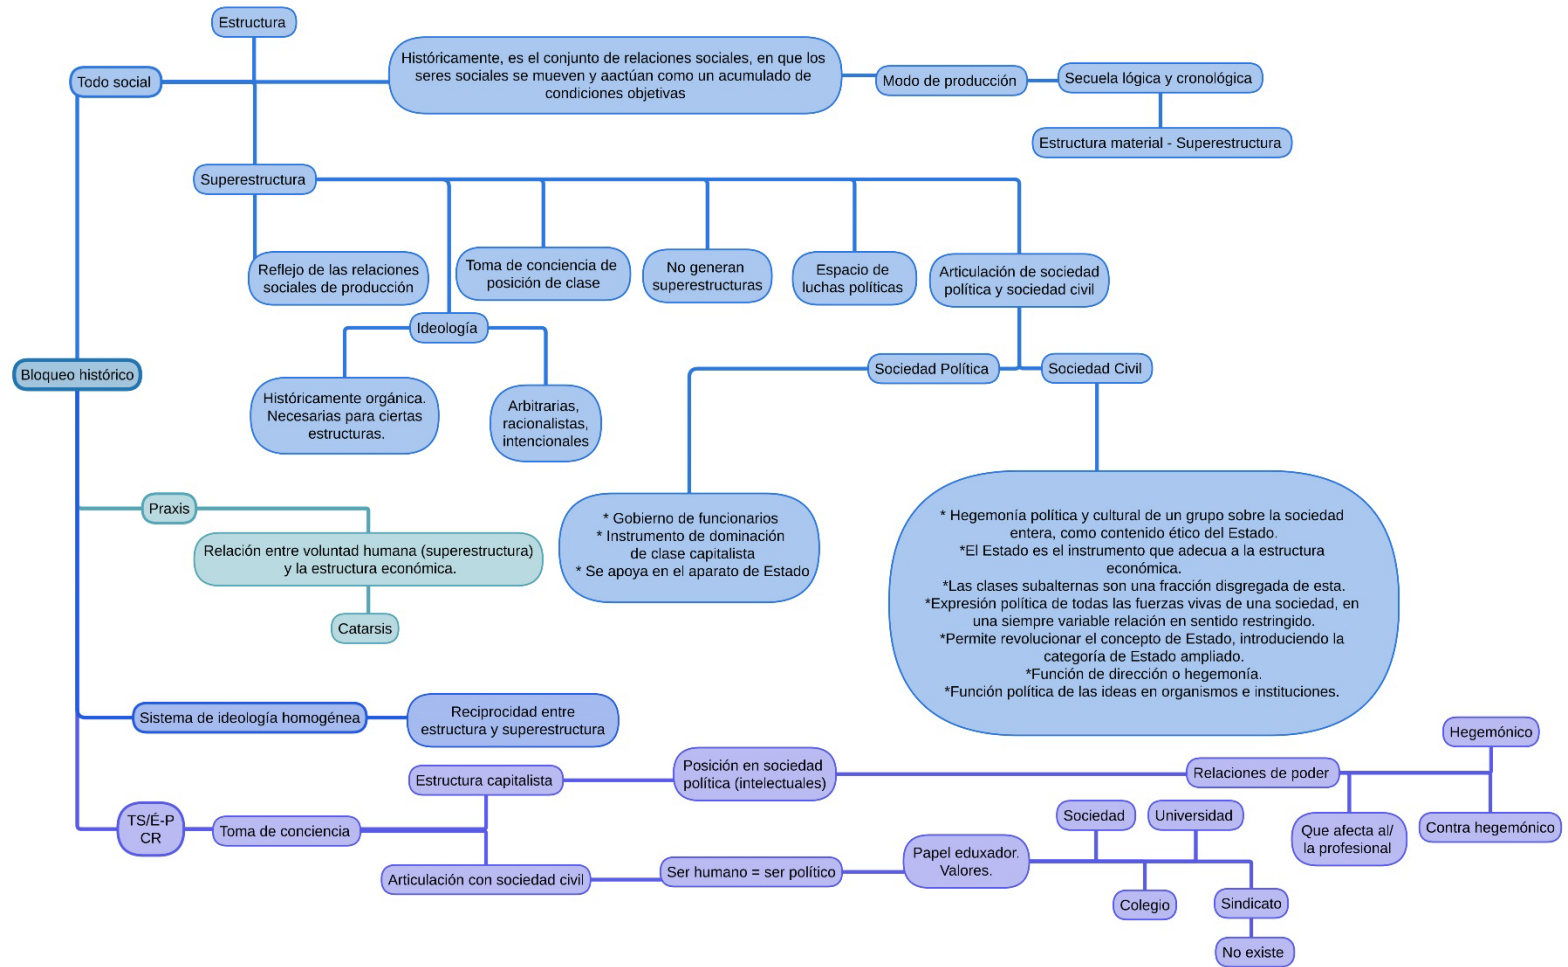 Estructura
Todo social
Históricamente, es el conjunto de relaciones sociales, en que los
seres sociales se mueven y aactúan como un acumulado de
condiciones objetivas
Modo de producción
Secuela lógica y cronológica
Estructura material - Superestructura
Superestructura
Reflejo de las relaciones
sociales de producción
Toma de conciencia de
posición de clase
No generan
superestructuras
Espacio de
luchas políticas
Articulación de sociedad
política y sociedad civil
Ideología
Históricamente orgánica.
Necesarias para ciertas
estructuras.
Arbitrarias,
racionalistas,
intencionales
Sociedad Política
Sociedad Civil
Bloqueo histórico
* Gobierno de funcionarios
* Instrumento de dominación
de clase capitalista
* Se apoya en el aparato de Estado
* Hegemonía política y cultural de un grupo sobre la sociedad
entera, como contenido ético del Estado.
*El Estado es el instrumento que adecua a la estructura
económica.
*Las clases subalternas son una fracción disgregada de esta.
*Expresión política de todas las fuerzas vivas de una sociedad, en
una siempre variable relación en sentido restringido.
*Permite revolucionar el concepto de Estado, introduciendo la
categoría de Estado ampliado.
*Función de dirección o hegemonía.
*Función política de las ideas en organismos e instituciones.
Praxis
Relación entre voluntad humana (superestructura)
y la estructura económica.
Catarsis
Sistema de ideología homogénea
Reciprocidad entre
estructura y superestructura
TS/É-P
CR
Toma de conciencia
Estructura capitalista
Posición en sociedad
política (intelectuales)
Relaciones de poder
Hegemónico
Que afecta al/
la profesional
Contra hegemónico
Articulación con sociedad civil
Ser humano = ser político
Papel eduxador.
Valores.
Sociedad
Universidad
Colegio
Sindicato
No existe